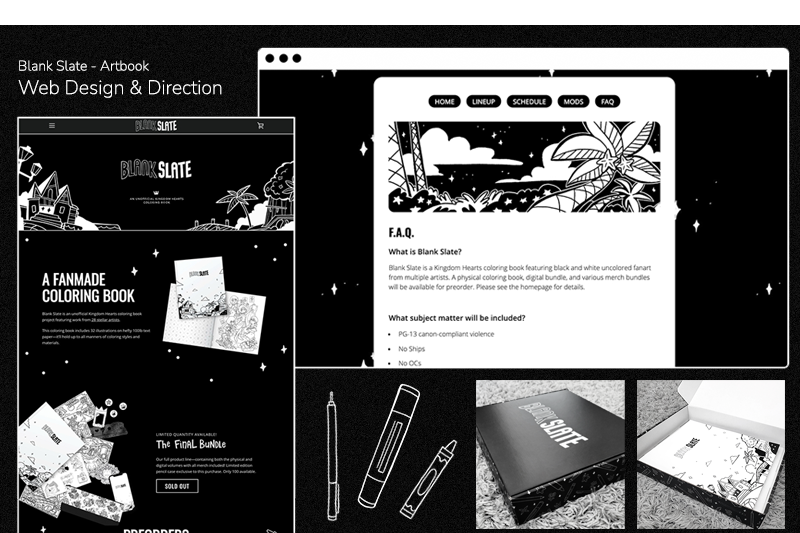 Blank Slate - Artbook
Web Design & Direction
BLANK SLATE
BLANK SLATE
AN UNOFFICIAL KINGDOM HEARTS
COLORING BOOK
A FANMADE
COLORING BOOK
Blank Slate is an unofficial Kingdom Hearts coloring book
project featuring work from 28 stellar artists.
This coloring book includes 32 illustrations on hefty, 100lb text
paper—it'll hold up to all manners of coloring styles and
materials.
BLANK SLATE
LIMITED QUANTITY AVAILABLE!
The FINAL BUNDLE
Our full product line—containing both the physical and
digital volumes with all merch included! Limited edition
pencil case exclusive to this purchase. Only 100 available.
SOLD OUT
PREORDERS
HOME
LINEUP
SCHEDULE
MODS
FAQ
F.A.Q.
What is Blank Slate?
Blank Slate is a Kingdom Hearts coloring book featuring black and white uncolored fanart
from multiple artists. A physical coloring book, digital bundle, and various merch bundles
will be available for preorder. Please see the homepage for details.
What subject matter will be included?
• PG-13 canon-compliant violence
• No Ships
• No OCs
BLANK SLATE
BLANK SLATE